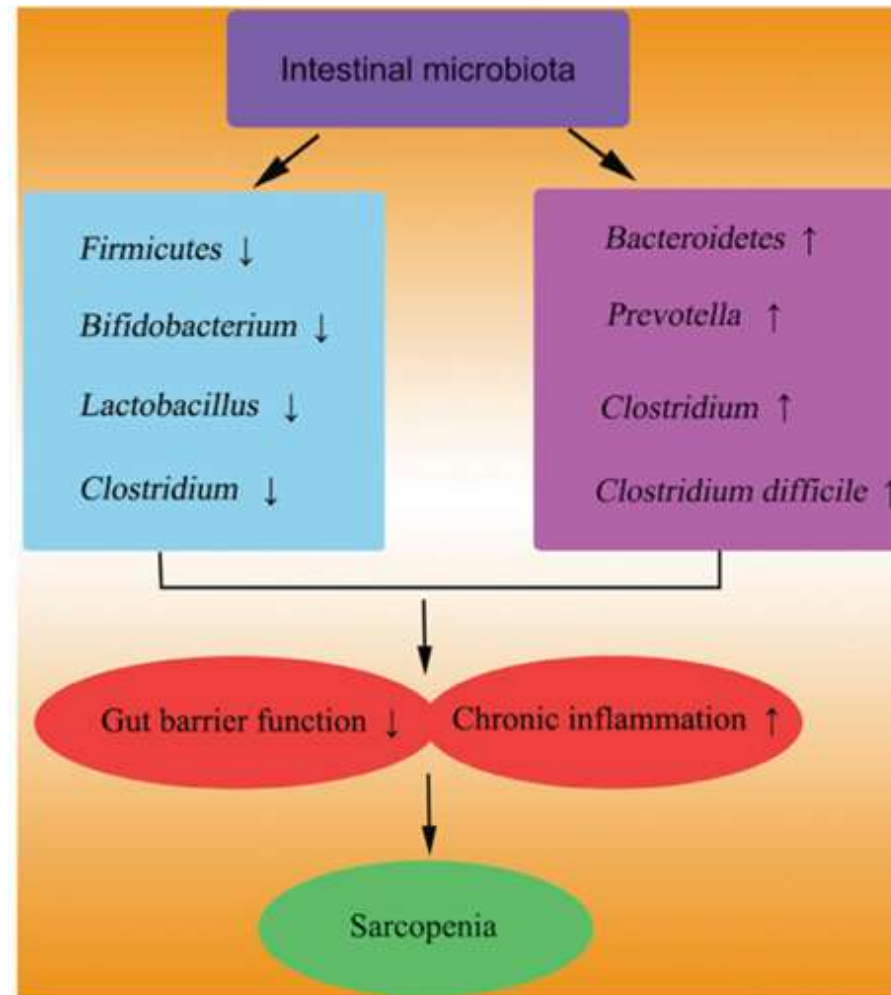 Intestinal microbiota
Firmicutes ↓
Bifidobacterium ↓
Lactobacillus ↓
Clostridium ↓
Bacteroidetes ↑
Prevotella ↑
Clostridium ↑
Clostridium difficile ↑
Gut barrier function ↓
Chronic inflammation ↑
Sarcopenia